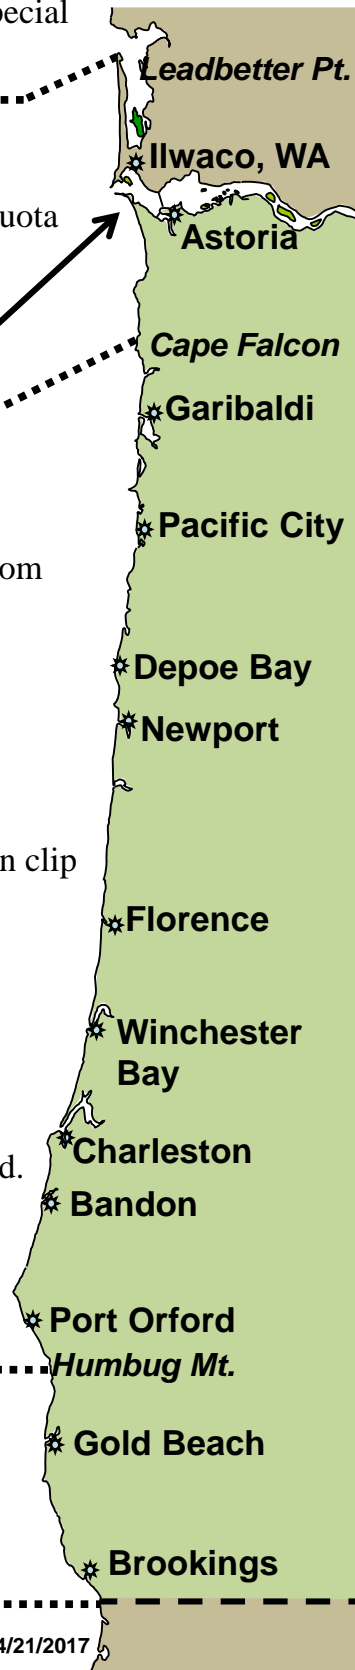 pecial
Leadbetter Pt.
Ilwaco, WA
uota
Astoria
Cape Falcon
Garibaldi
Pacific City
om
Depoe Bay
Newport
n clip
Florence
Winchester
Bay
Charleston
d.
Bandon
Port Orford
Humbug Mt.
Gold Beach
Brookings
4/21/2017